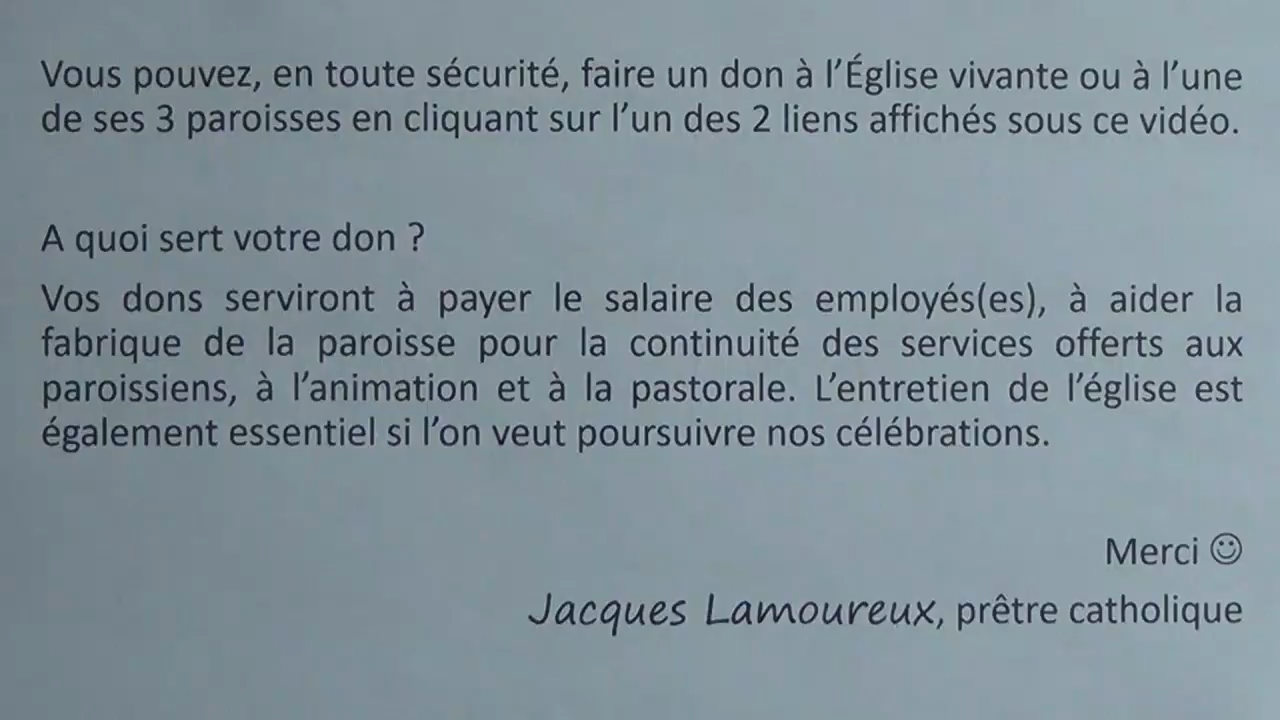 Vous pouvez, en toute sécurité, faire un don à l’Église vivante ou à l’une
de ses 3 paroisses en cliquant sur l’un des 2 liens affichés sous ce vidéo.
A quoi sert votre don ?
Vos dons serviront à payer le salaire des employés(es), à aider la
fabrique de la paroisse pour la continuité des services offerts aux
paroissiens, à l’animation et à la pastorale. L’entretien de l’église est
également essentiel si l’on veut poursuivre nos célébrations.
Merci ☺
Jacques Lamoureux, prêtre catholique